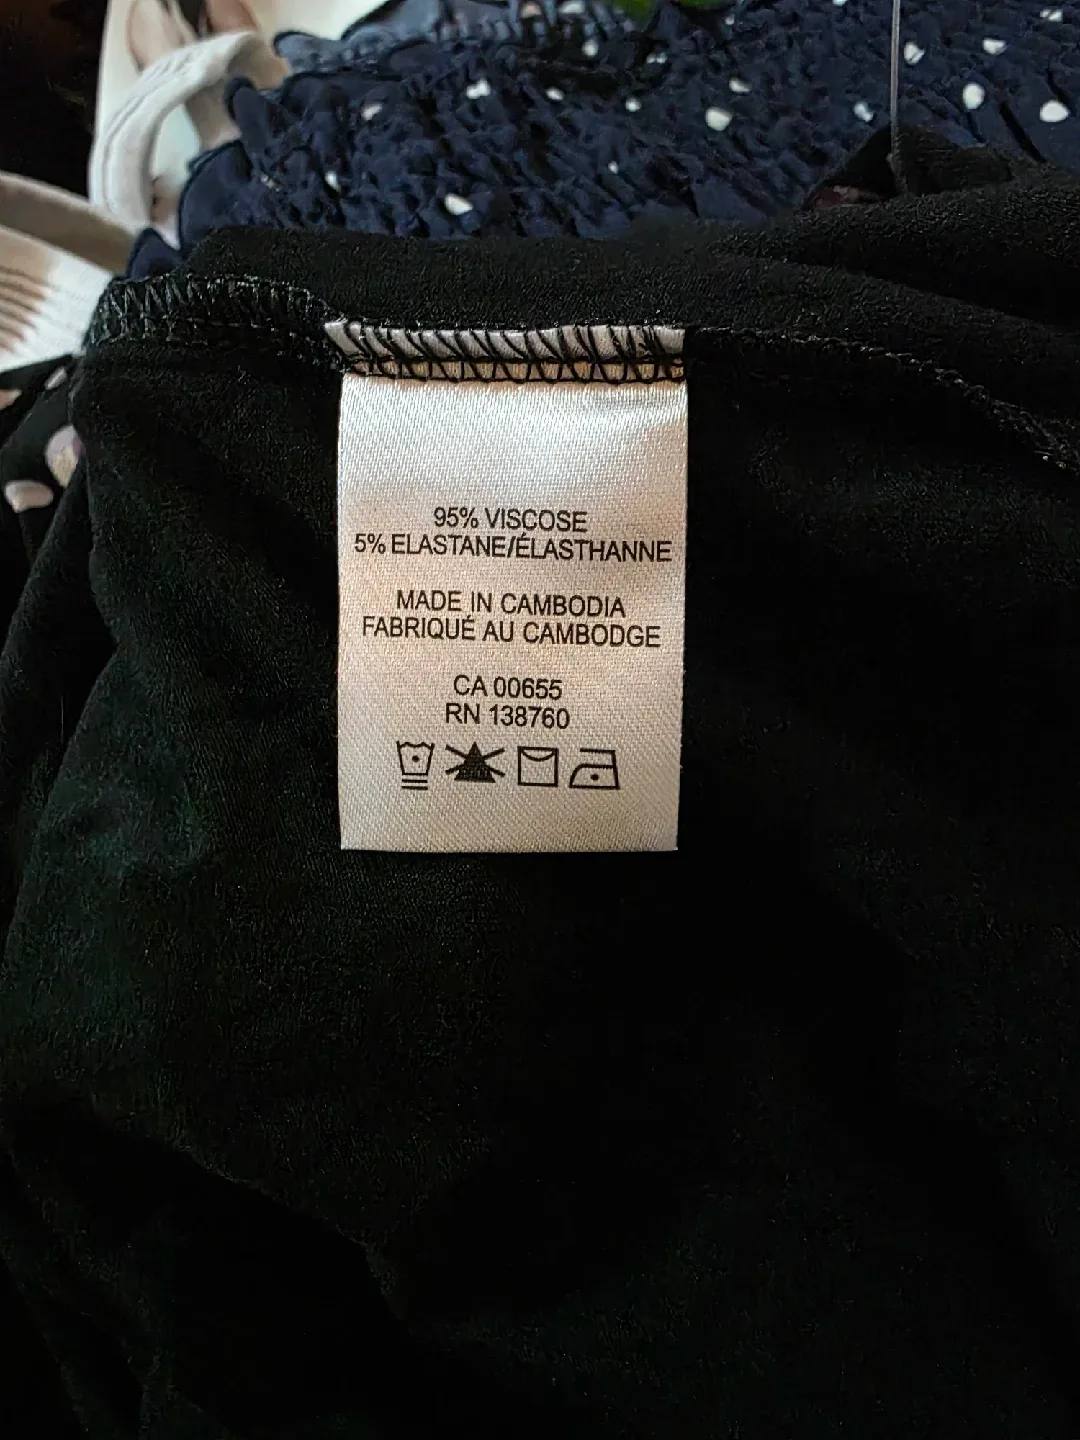 95% VISCOSE
5% ELASTANE/ÉLASTHANNE
MADE IN CAMBODIA
FABRIQUÉ AU CAMBODGE
CA 00655
RN 138760